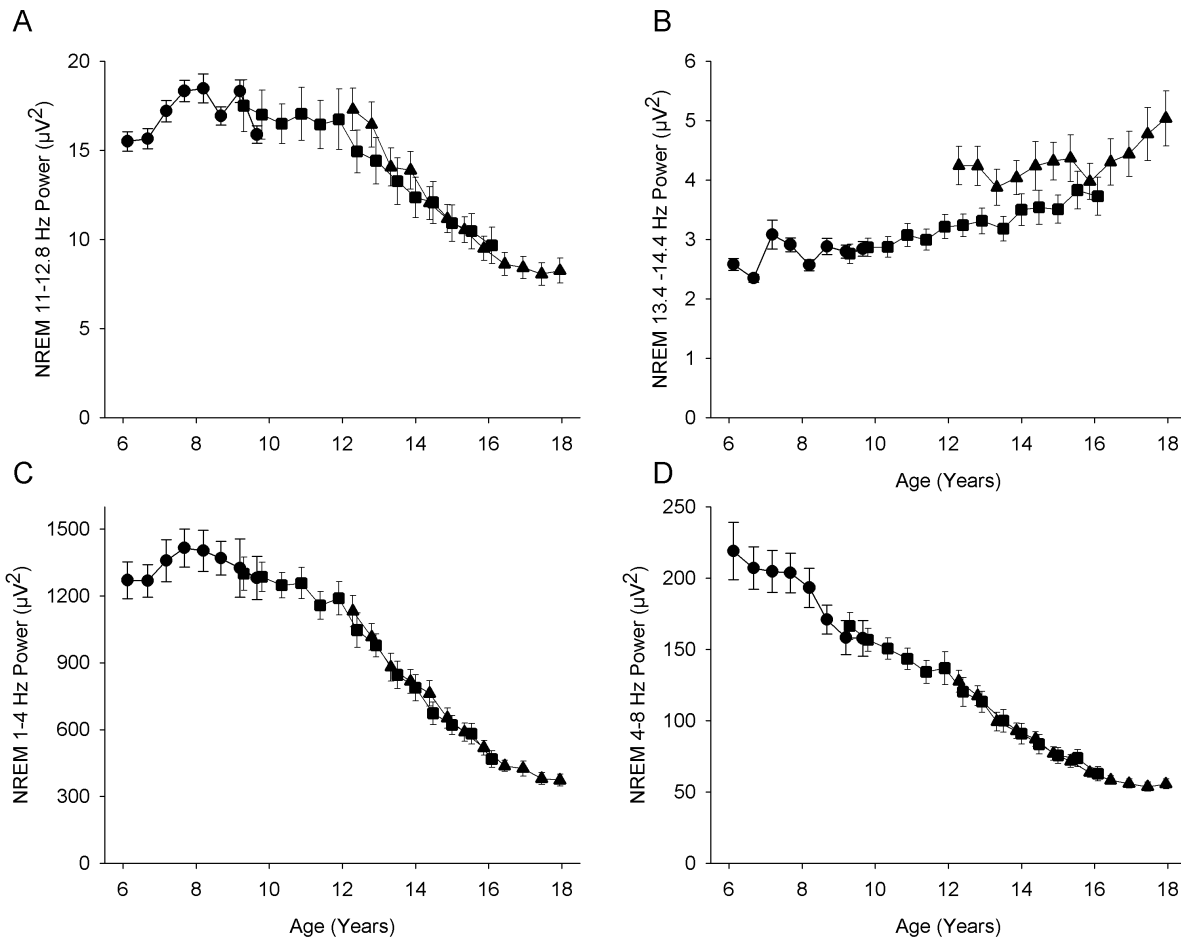 A
NREM 11-12.8 Hz Power (µV²)
20
15
10
5
0
6 8 10 12 14 16 18
B
NREM 13.4 -14.4 Hz Power (µV²)
6
5
4
3
2
1
0
6 8 10 12 14 16 18
Age (Years)
C
NREM 1-4 Hz Power (µV²)
1500
1200
900
600
300
0
6 8 10 12 14 16 18
Age (Years)
D
NREM 4-8 Hz Power (µV²)
250
200
150
100
50
0
6 8 10 12 14 16 18
Age (Years)